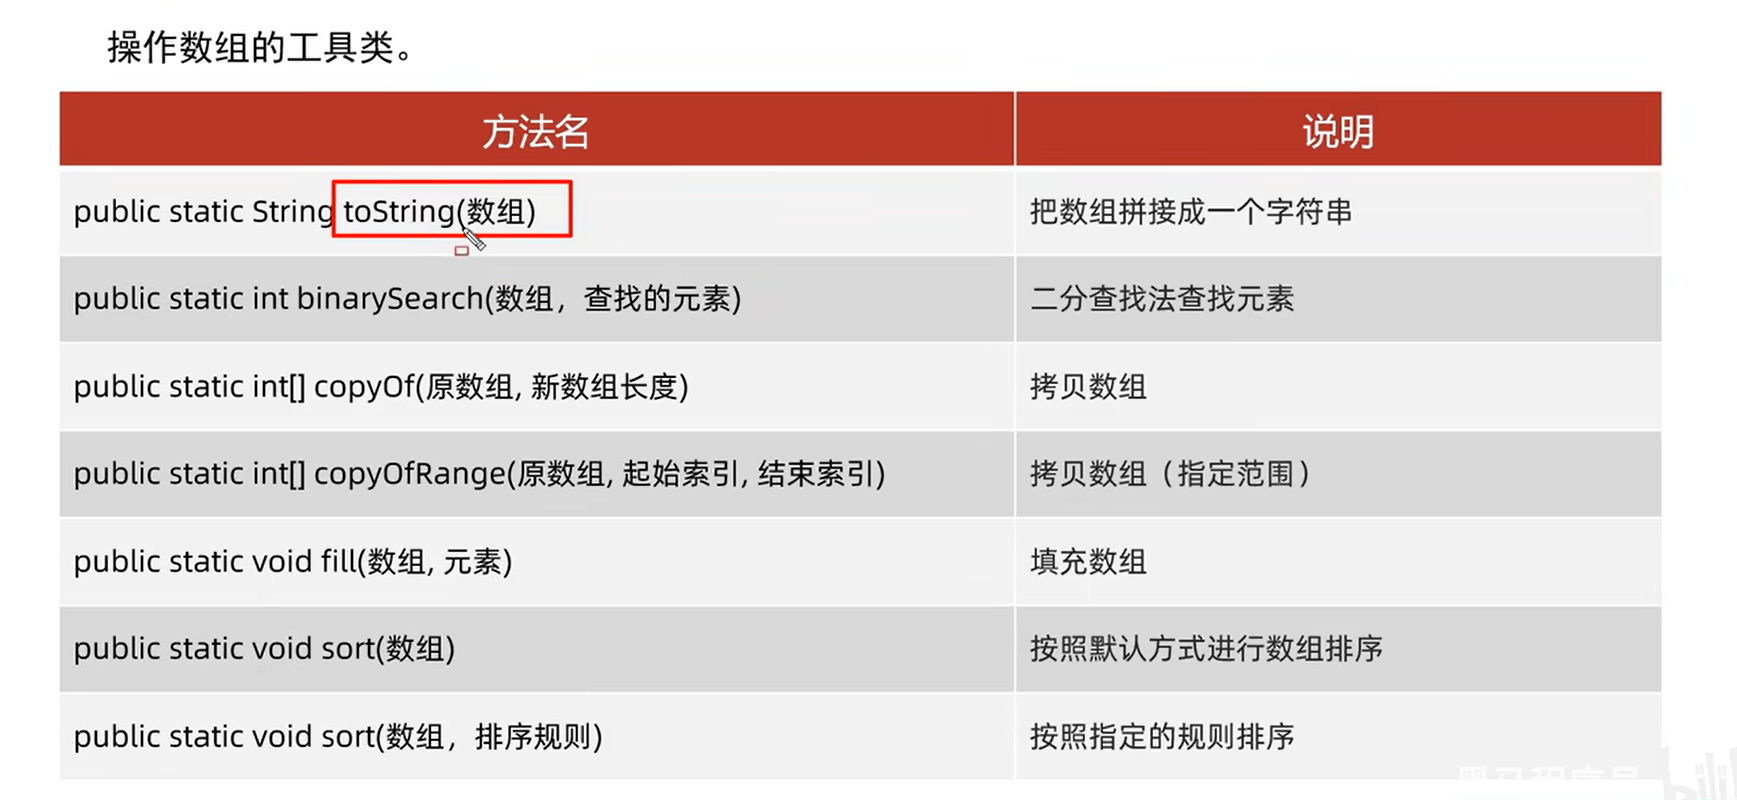 操作数组的工具类。
方法名 说明
public static String toString(数组) 把数组拼接成一个字符串
public static int binarySearch(数组，查找的元素) 二分查找法查找元素
public static int[] copyOf(原数组, 新数组长度) 拷贝数组
public static int[] copyOfRange(原数组, 起始索引, 结束索引) 拷贝数组（指定范围）
public static void fill(数组, 元素) 填充数组
public static void sort(数组) 按照默认方式进行数组排序
public static void sort(数组，排序规则) 按照指定的规则排序